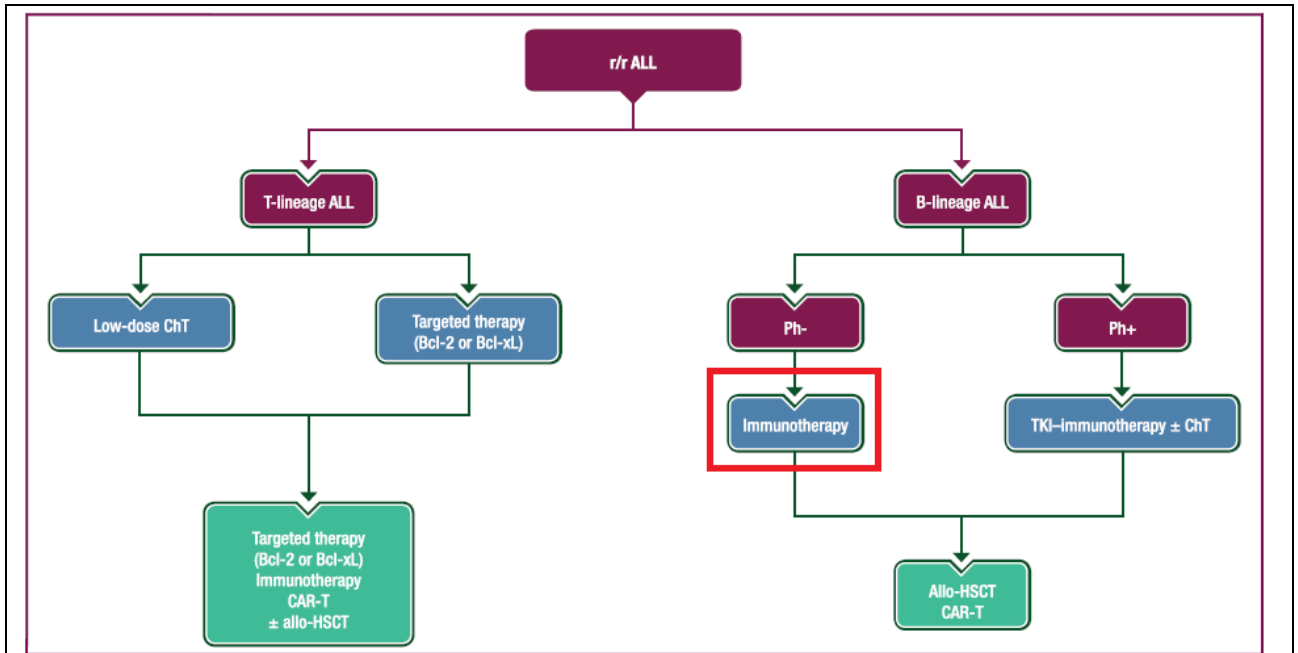 r/r ALL
T-lineage ALL
B-lineage ALL
Low-dose ChT
Targeted therapy
(Bcl-2 or Bcl-xL)
Ph-
Ph+
Immunotherapy
TKI–immunotherapy ± ChT
Targeted therapy
(Bcl-2 or Bcl-xL)
Immunotherapy
CAR-T
± allo-HSCT
Allo-HSCT
CAR-T